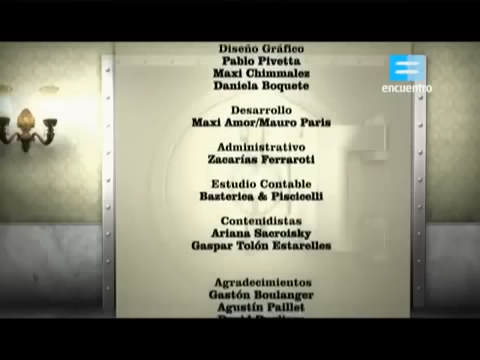 Diseño Gráfico
Pablo Pivetta
Maxi Chimmalez
Daniela Boquete
encuentro
Desarrollo
Maxi Amor/Mauro Paris
Administrativo
Zacarías Ferraroti
Estudio Contable
Bazterica & Piscicelli
Contenidistas
Ariana Sacroisky
Gaspar Tolón Estarelles
Agradecimientos
Gastón Boulanger
Agustín Paillet